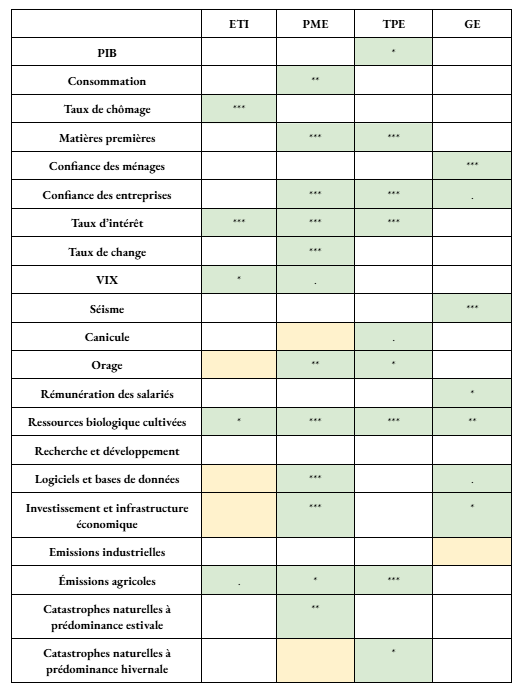 ETI PME TPE GE
PIB *
Consommation **
Taux de chômage ***
Matières premières *** ***
Confiance des ménages ***
Confiance des entreprises *** *** .
Taux d'intérêt *** *** ***
Taux de change ***
VIX * .
Séisme ***
Canicule .
Orage ** *
Rémunération des salariés *
Ressources biologique cultivées * *** *** **
Recherche et développement
Logiciels et bases de données *** .
Investissement et infrastructure
économique *** *
Emissions industrielles
Émissions agricoles . * ***
Catastrophes naturelles à
prédominance estivale **
Catastrophes naturelles à
prédominance hivernale *